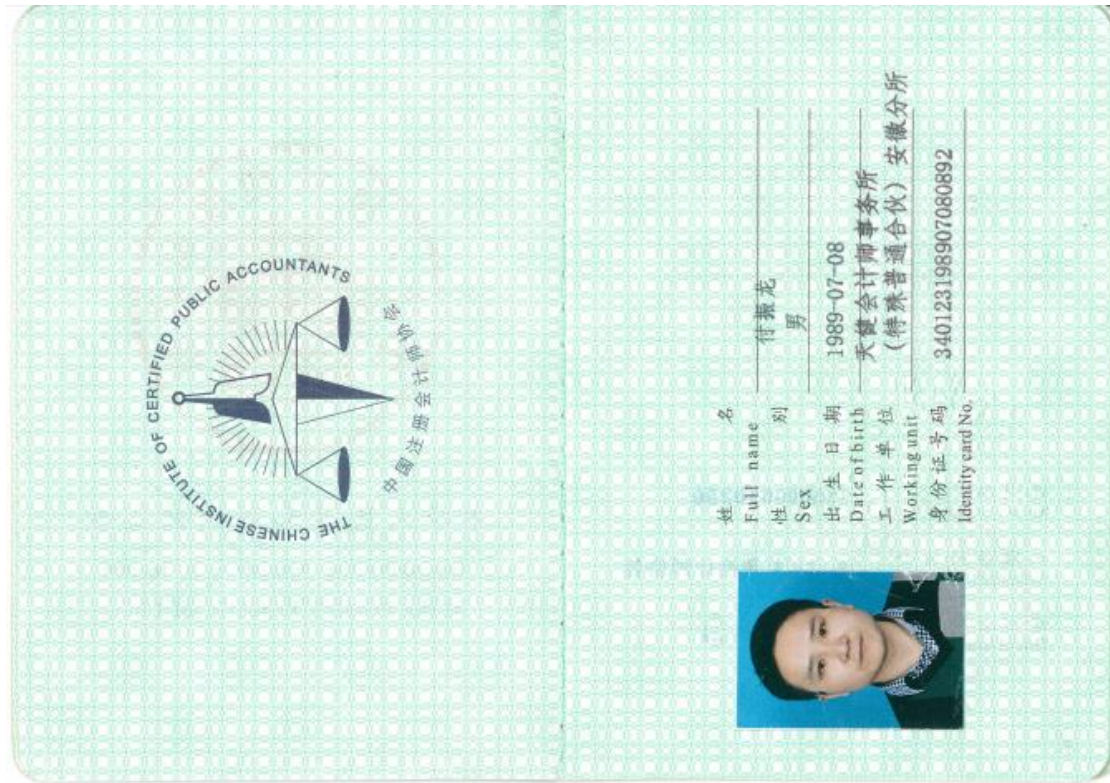 THE CHINESE INSTITUTE OF CERTIFIED PUBLIC ACCOUNTANTS
中国注册会计师协会
姓 名 付振龙
Full name
性 别 男
Sex
出 生 日 期 1989-07-08
Date of birth
工 作 单 位 天健会计师事务所
(特殊普通合伙) 安徽分所
Working unit
身份证号码 340123198907080892
Identity card No.